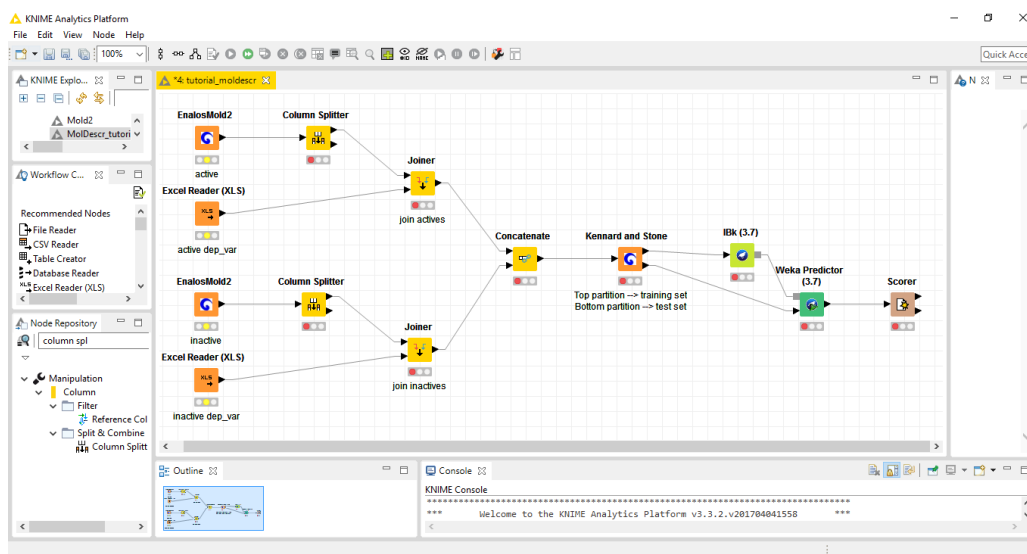 KNIME Analytics Platform
File Edit View Node Help
100%
Quick Acce
KNIME Explo...
*4: tutorial_moldescr
N
Mold2
MolDescr_tutori
Workflow C...
Recommended Nodes
File Reader
CSV Reader
Table Creator
Database Reader
Excel Reader (XLS)
Node Repository
column spl
Manipulation
Column
Filter
Reference Col
Split & Combine
Column Splitt
EnalosMold2
Column Splitter
active
Joiner
Excel Reader (XLS)
XLS
join actives
active dep_var
Concatenate
Kennard and Stone
IBk (3.7)
Top partition --> training set
Bottom partition --> test set
Weka Predictor
(3.7)
Scorer
EnalosMold2
Column Splitter
inactive
Joiner
Excel Reader (XLS)
XLS
join inactives
inactive dep_var
Outline
Console
KNIME Console
*** Welcome to the KNIME Analytics Platform v3.3.2.v201704041558 ***